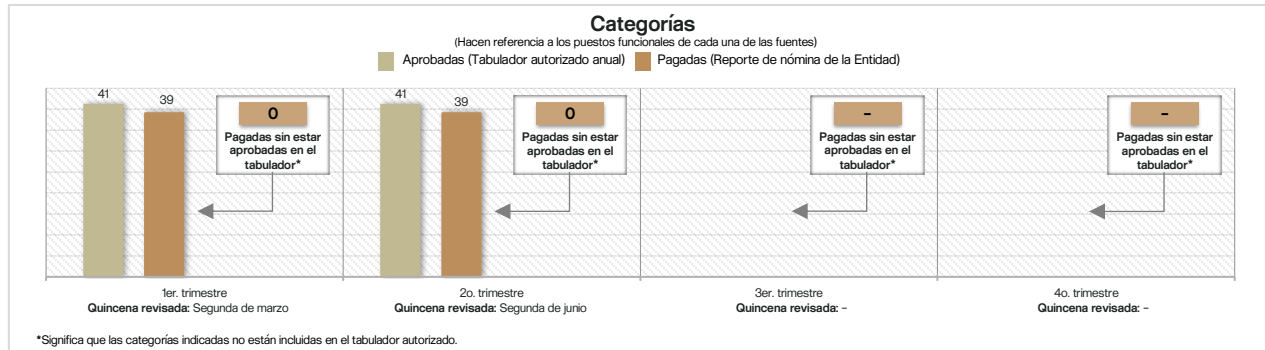 Categorías
(Hacen referencia a los puestos funcionales de cada una de las fuentes)
Aprobadas (Tabulador autorizado anual) Pagadas (Reporte de nómina de la Entidad)
41
39
0
Pagadas sin estar
aprobadas en el
tabulador*
41
39
0
Pagadas sin estar
aprobadas en el
tabulador*
-
Pagadas sin estar
aprobadas en el
tabulador*
-
Pagadas sin estar
aprobadas en el
tabulador*
1er. trimestre
Quincena revisada: Segunda de marzo
2o. trimestre
Quincena revisada: Segunda de junio
3er. trimestre
Quincena revisada: -
4o. trimestre
Quincena revisada: -
*Significa que las categorías indicadas no están incluidas en el tabulador autorizado.